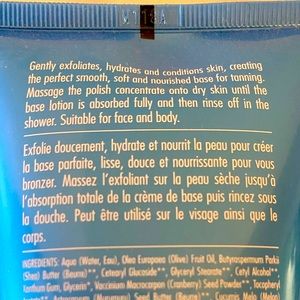 Gently exfoliates, hydrates and conditions skin, creating
the perfect smooth, soft and nourished base for tanning.
Massage the polish concentrate onto dry skin until the
base lotion is absorbed fully and then rinse off in
the shower. Suitable for face and body.
Exfolie doucement, hydrate et nourrit la peau pour créer
la base parfaite, lisse, douce et nourrissante pour vous
bronzer. Massez l'exfoliant sur la peau sèche jusqu'à
l'absorption totale de la crème de base puis rincez sous
la douche. Peut être utilisé sur le visage ainsi que le
corps.
INGREDIENTS: Aqua (Water, Eau), Olea Europaea (Olive) Fruit Oil, Butyrospermum Parkii
(Shea) Butter (Beurre)**, Cetearyl Glucoside**, Glyceryl Stearate**, Cetyl Alcohol*
Xanthan Gum*, Glycerin*, Vaccinium Macrocarpon (Cranberry) Seed Powder**,
Seed Butter (Beurre)**, Cucumis Melo (Melon)